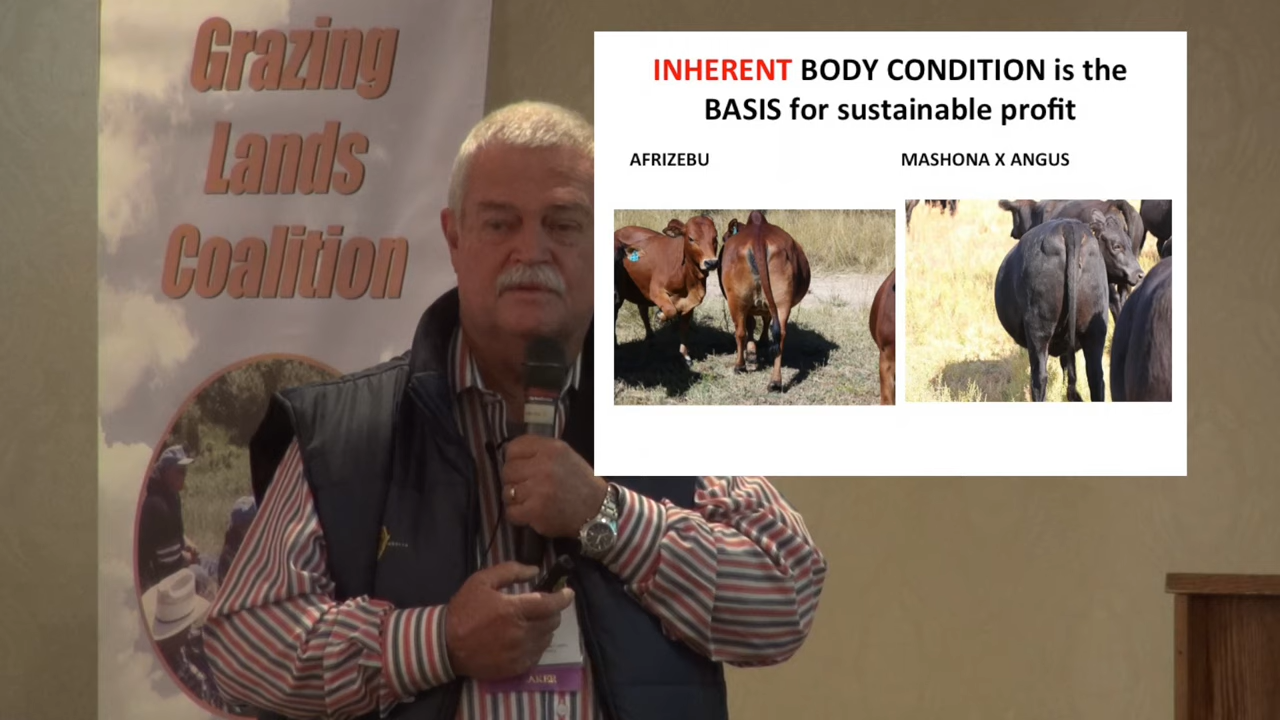 Grazing
Lands
Coalition
INHERENT BODY CONDITION is the
BASIS for sustainable profit
AFRIZEBU
MASHONA X ANGUS